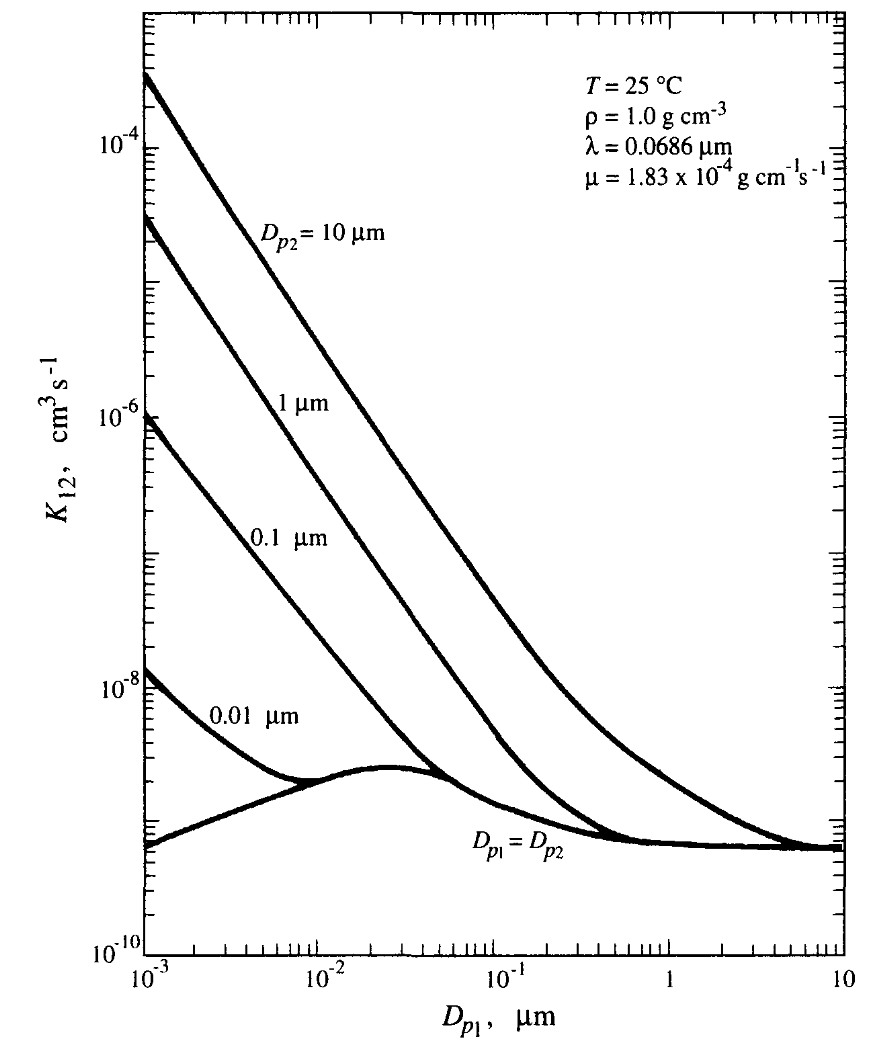 T = 25 °C
ρ = 1.0 g cm⁻³
λ = 0.0686 μm
μ = 1.83 x 10⁻⁴ g cm⁻¹s⁻¹
10⁻⁴
Dₚ₂ = 10 μm
K₁₂, cm³ s⁻¹
1 μm
10⁻⁶
0.1 μm
10⁻⁸
0.01 μm
Dₚ₁ = Dₚ₂
10⁻¹⁰
10⁻³ 10⁻² 10⁻¹ 1 10
Dₚ₁, μm